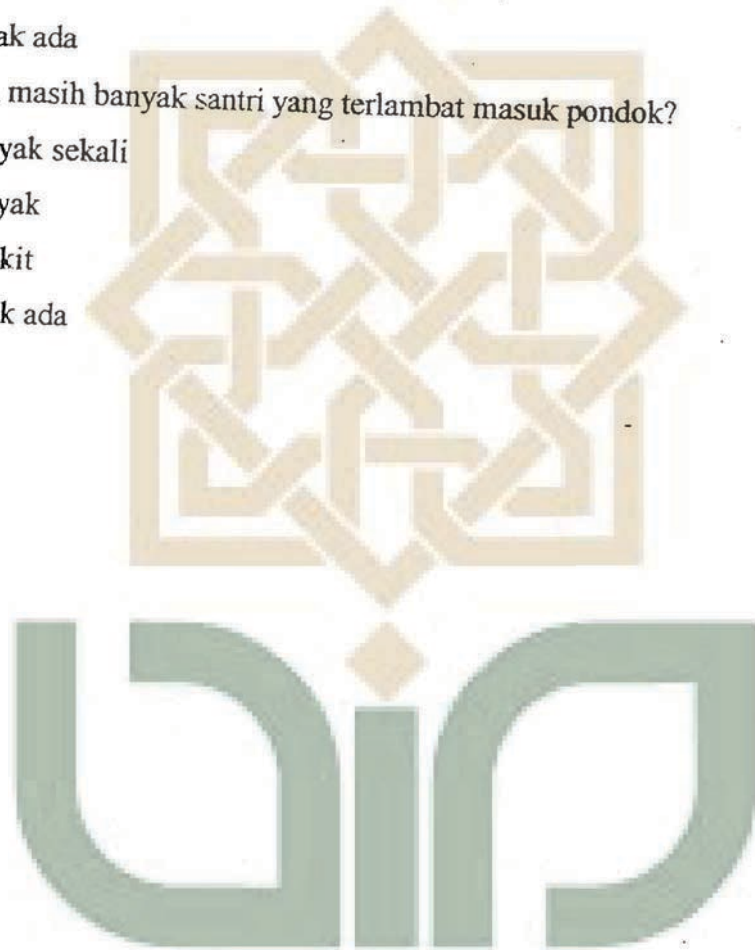 ak ada
masih banyak santri yang terlambat masuk pondok?
yak sekali
yak
kit
k ada